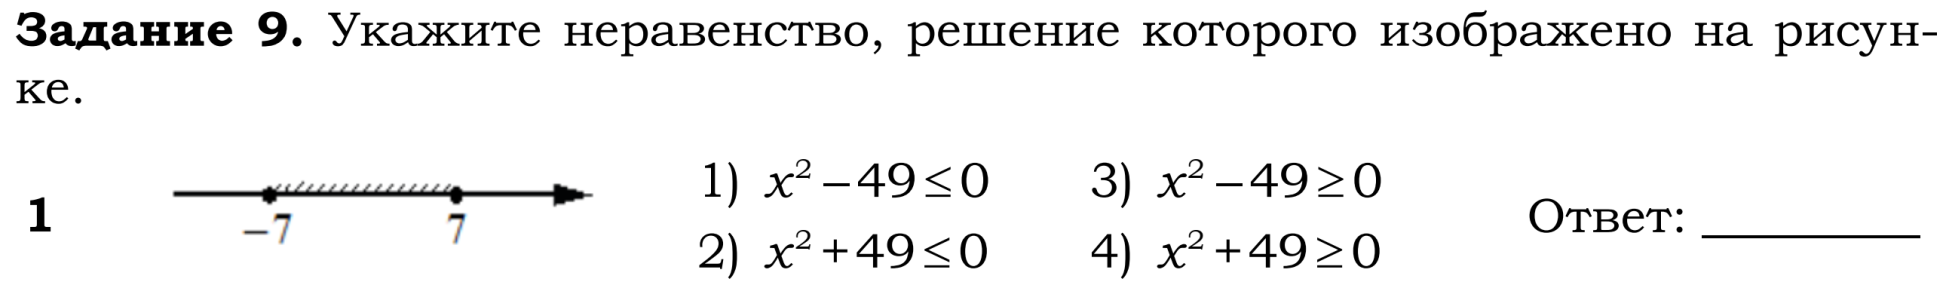 Задание 9. Укажите неравенство, решение которого изображено на рисун-
ке.
1
−7 7
1) x² − 49 ≤ 0 3) x² − 49 ≥ 0
2) x² + 49 ≤ 0 4) x² + 49 ≥ 0
Ответ: ________